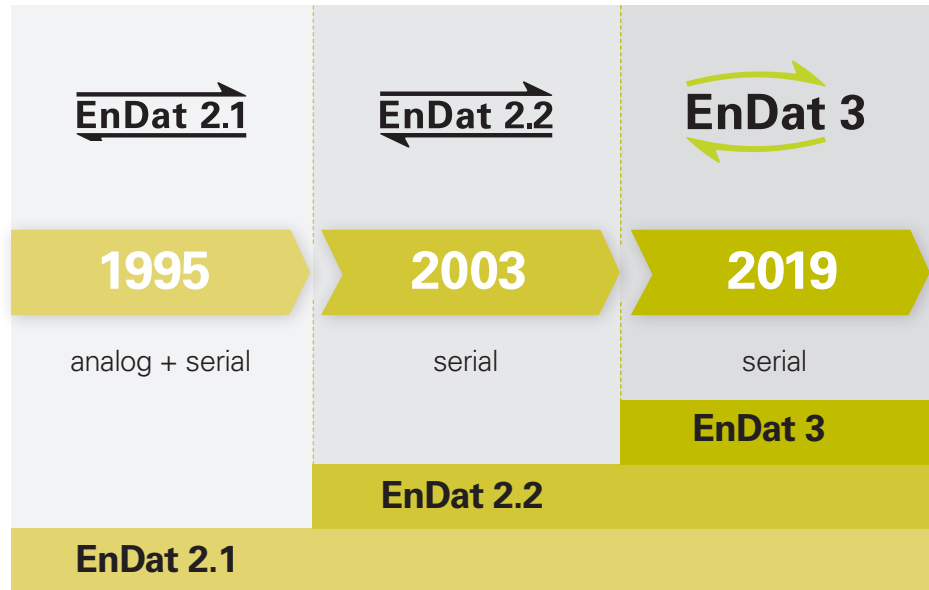 EnDat 2.1
EnDat 2.2
EnDat 3
1995
2003
2019
analog + serial
serial
serial
EnDat 3
EnDat 2.2
EnDat 2.1